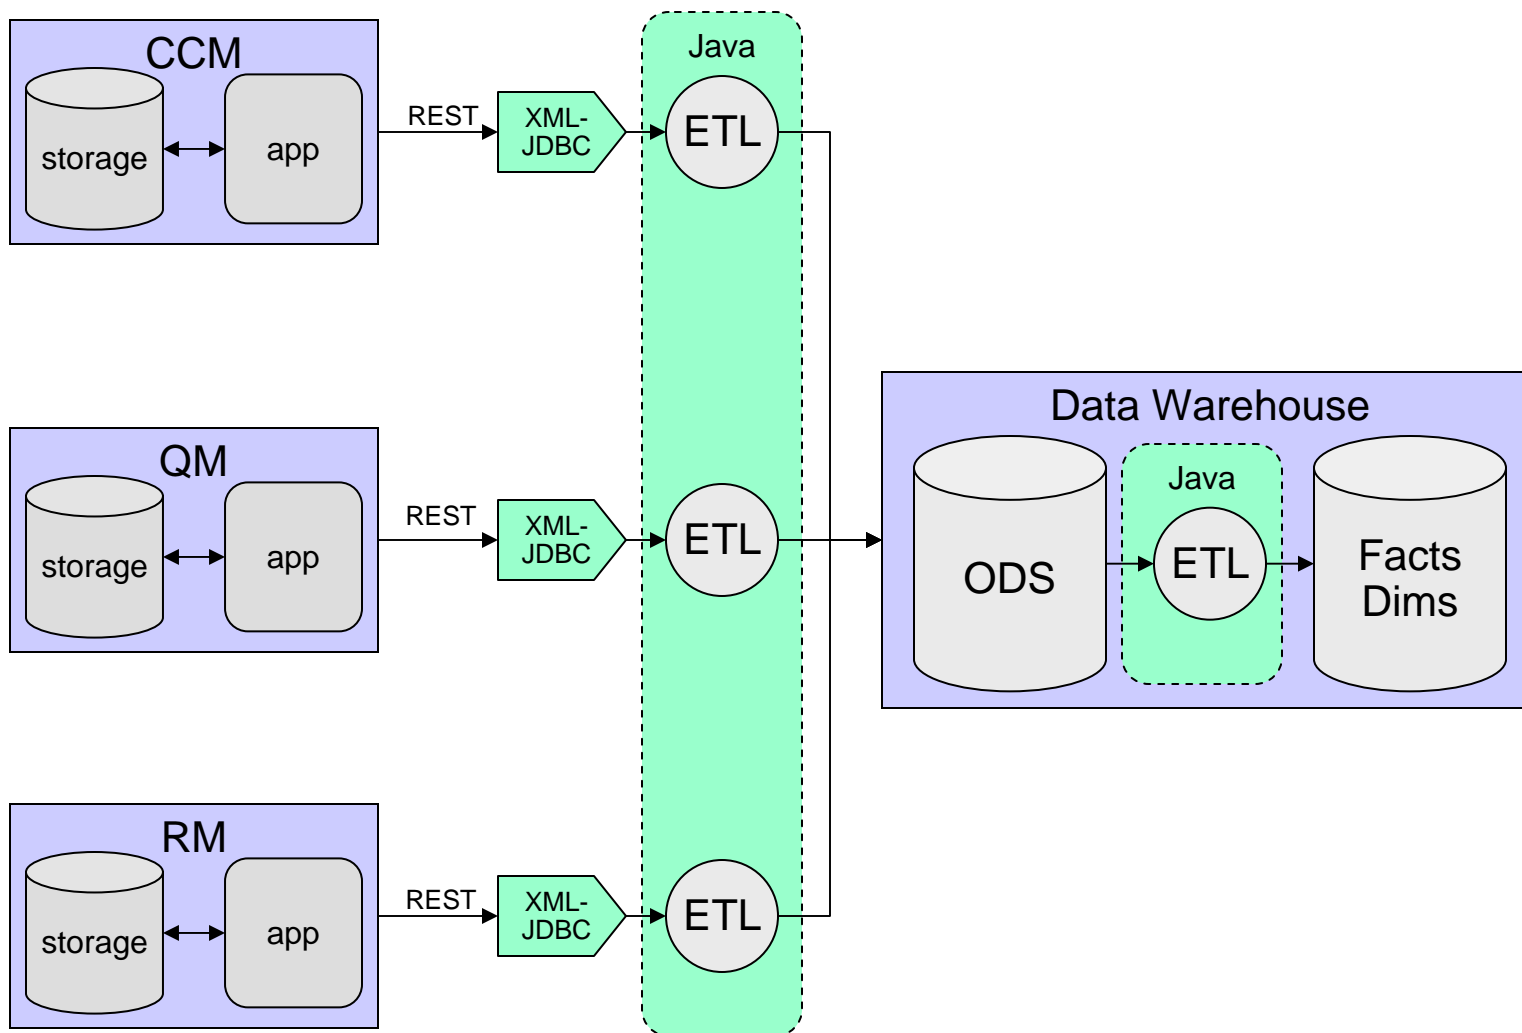 CCM
storage
app
REST
XML-
JDBC
Java
ETL
QM
storage
app
REST
XML-
JDBC
ETL
Data Warehouse
ODS
Java
ETL
Facts
Dims
RM
storage
app
REST
XML-
JDBC
ETL